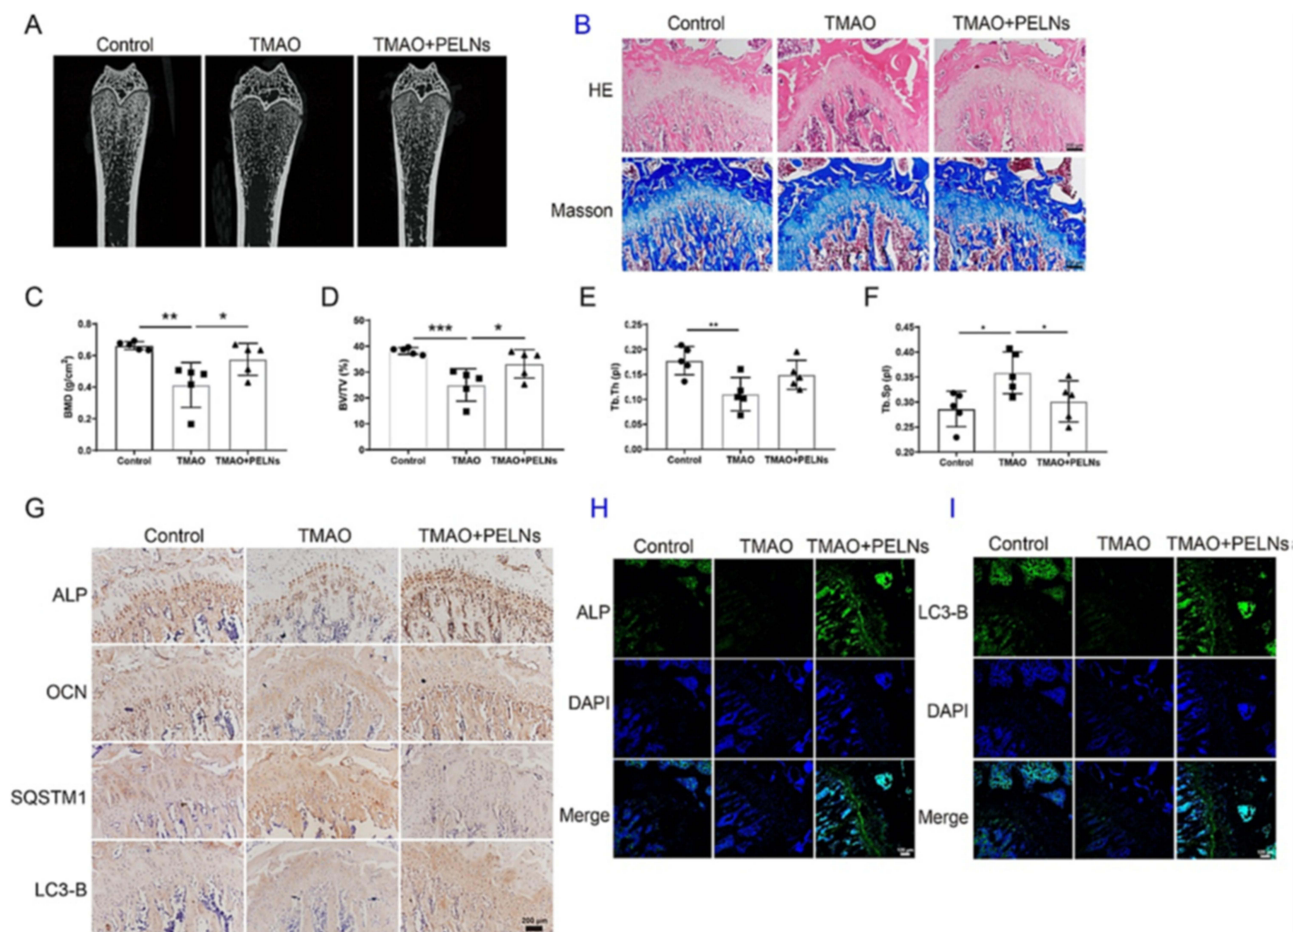 A
Control
TMAO
TMAO+PELNs
B
Control
TMAO
TMAO+PELNs
HE
Masson
C
BMD (g/cm²)
0.8
0.6
0.4
0.2
0.0
**
*
Control
TMAO
TMAO+PELNs
D
BV/TV (%)
50
40
30
20
10
0
***
*
Control
TMAO
TMAO+PELNs
E
Tb.Th (pl)
0.25
0.20
0.15
0.10
0.05
0.00
**
Control
TMAO
TMAO+PELNs
F
Tb.Sp (pl)
0.45
0.40
0.35
0.30
0.25
0.20
*
*
Control
TMAO
TMAO+PELNs
G
Control
TMAO
TMAO+PELNs
ALP
OCN
SQSTM1
LC3-B
200 μm
H
Control
TMAO
TMAO+PELNs
ALP
DAPI
Merge
I
Control
TMAO
TMAO+PELNs
LC3-B
DAPI
Merge